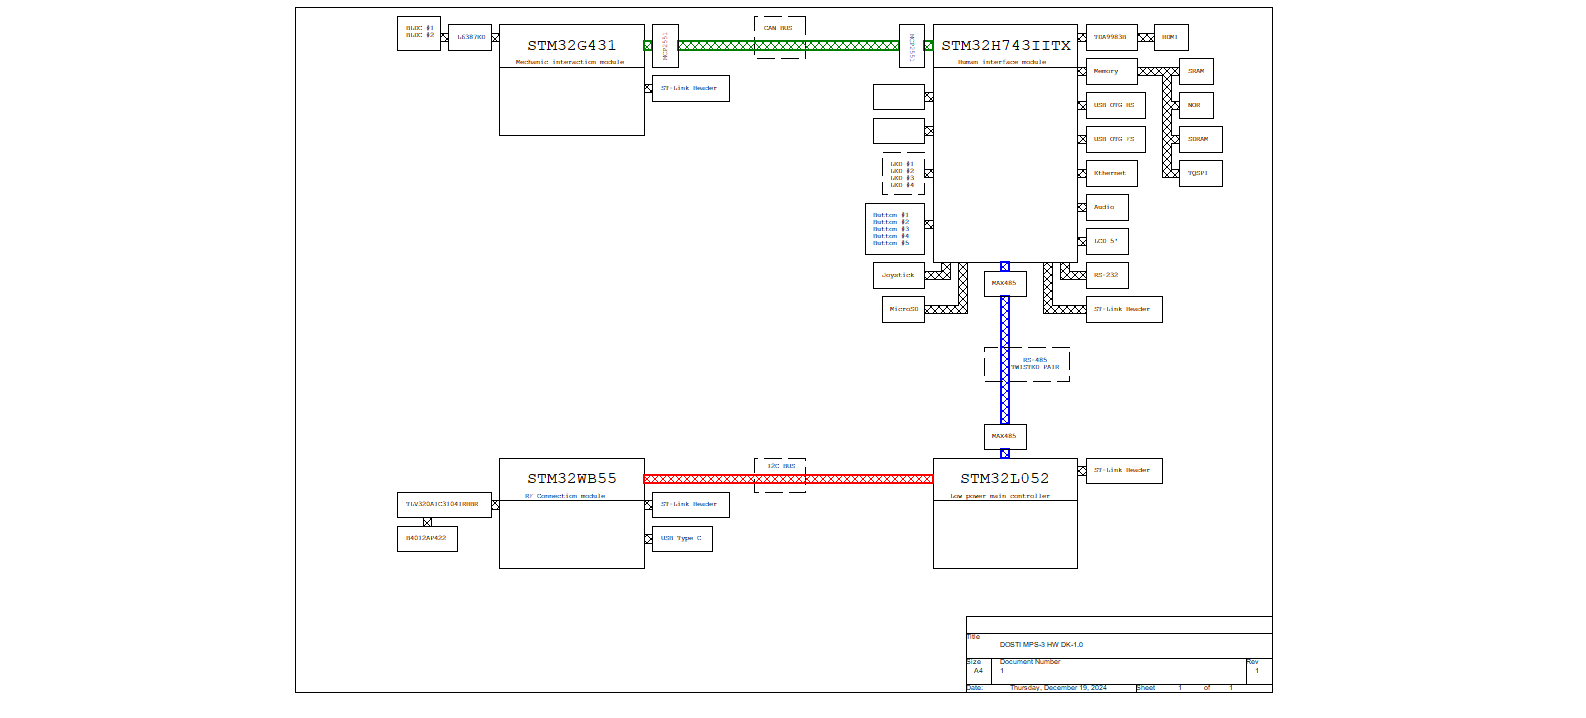 BLDC #1
BLDC #2
L6387ED
STM32G431
Mechanic interaction module
MCP2551
CAN BUS
MCP2551
STM32H743IITX
Human interface module
TDA9983B
HDMI
ST-Link Header
Memory
SRAM
USB OTG HS
NOR
USB OTG FS
SDRAM
LED #1
LED #2
LED #3
LED #4
Ethernet
TQSPI
Button #1
Button #2
Button #3
Button #4
Button #5
Audio
LCD 5'
Joystick
MAX485
RS-232
MicroSD
ST-Link Header
RS-485
TWISTED PAIR
MAX485
STM32WB55
RF Connection module
I2C BUS
STM32L052
Low power main controller
ST-Link Header
TLV320AIC3104IRHBR
ST-Link Header
USB Type C
Title
DOSTI MPS-3 HW DK-1.0
Size
A4
Document Number
1
Rev
1
Date:
Thursday, December 19, 2024
Sheet
1
of
1